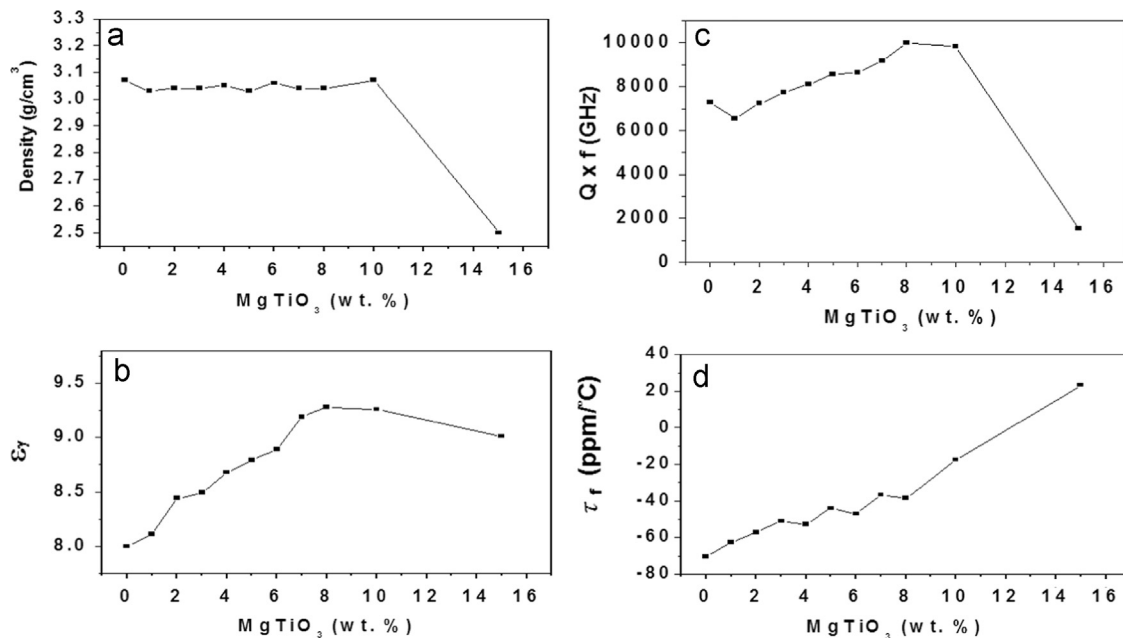 a
Density (g/cm³)
3.3
3.2
3.1
3.0
2.9
2.8
2.7
2.6
2.5
0 2 4 6 8 10 12 14 16
MgTiO₃ (wt. %)
c
Q x f (GHz)
10000
8000
6000
4000
2000
0
0 2 4 6 8 10 12 14 16
MgTiO₃ (wt. %)
b
εγ
9.5
9.0
8.5
8.0
0 2 4 6 8 10 12 14 16
MgTiO₃ (wt. %)
d
τf (ppm/°C)
40
20
0
-20
-40
-60
-80
0 2 4 6 8 10 12 14 16
MgTiO₃ (wt. %)